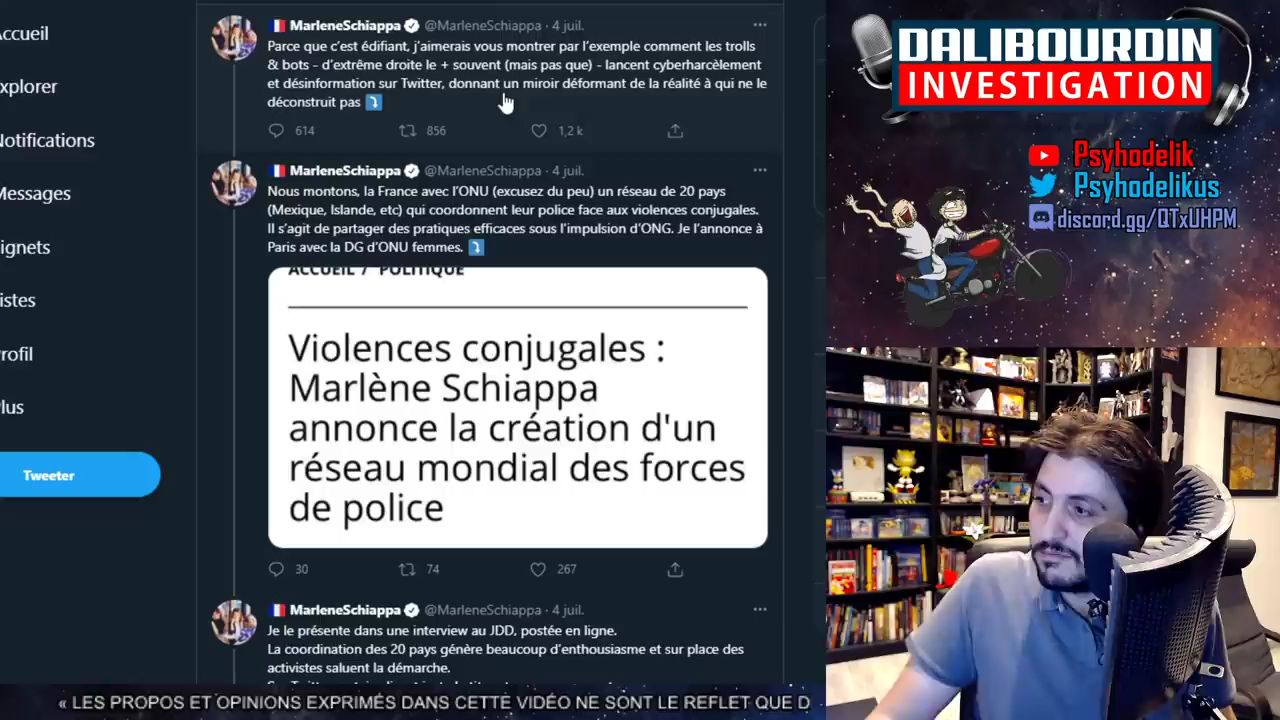 ccueil
xplorer
Notifications
Messages
ignets
istes
rofil
lus
Tweeter
MarleneSchiappa @MarleneSchiappa · 4 juil.
Parce que c'est édifiant, j'aimerais vous montrer par l'exemple comment les trolls
& bots - d'extrême droite le + souvent (mais pas que) - lancent cyberharcèlement
et désinformation sur Twitter, donnant un miroir déformant de la réalité à qui ne le
déconstruit pas
614 856 1,2 k
MarleneSchiappa @MarleneSchiappa · 4 juil.
Nous montons, la France avec l'ONU (excusez du peu) un réseau de 20 pays
(Mexique, Islande, etc) qui coordonnent leur police face aux violences conjugales.
Il s'agit de partager des pratiques efficaces sous l'impulsion d'ONG. Je l'annonce à
Paris avec la DG d'ONU femmes.
ACCUEIL / POLITIQUE
Violences conjugales :
Marlène Schiappa
annonce la création d'un
réseau mondial des forces
de police
30 74 267
MarleneSchiappa @MarleneSchiappa · 4 juil.
Je le présente dans une interview au JDD, postée en ligne.
La coordination des 20 pays génère beaucoup d'enthousiasme et sur place des
activistes saluent la démarche.
DALIBOURDIN
INVESTIGATION
Psyhodelik
Psyhodelikus
discord.gg/QTxUHPM
« LES PROPOS ET OPINIONS EXPRIMÉS DANS CETTE VIDÉO NE SONT LE REFLET QUE D